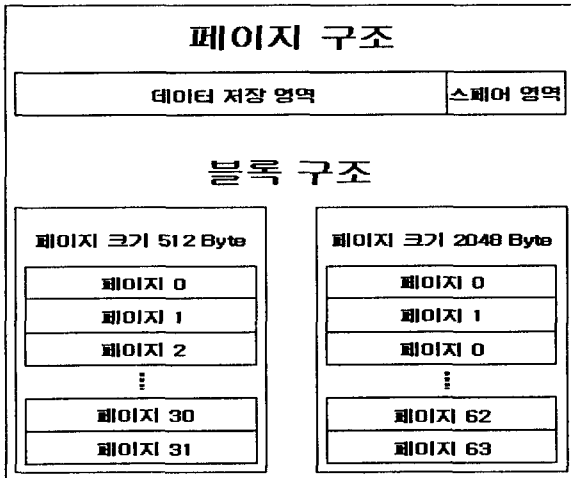 페이지 구조
데이터 저장 영역
스페어 영역
블록 구조
페이지 크기 512 Byte
페이지 0
페이지 1
페이지 2
페이지 30
페이지 31
페이지 크기 2048 Byte
페이지 0
페이지 1
페이지 0
페이지 62
페이지 63